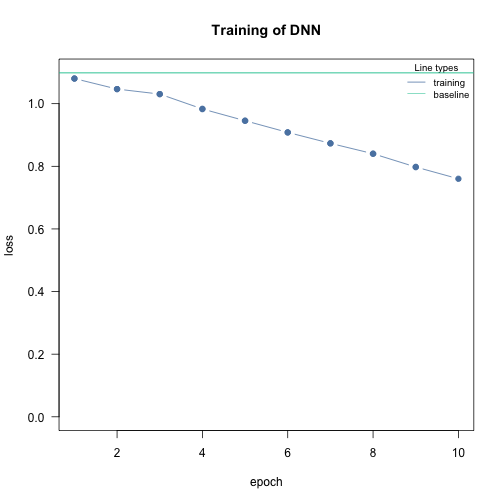 Training of DNN
Line types
training
baseline
1.0
0.8
0.6
0.4
0.2
0.0
loss
2 4 6 8 10
epoch